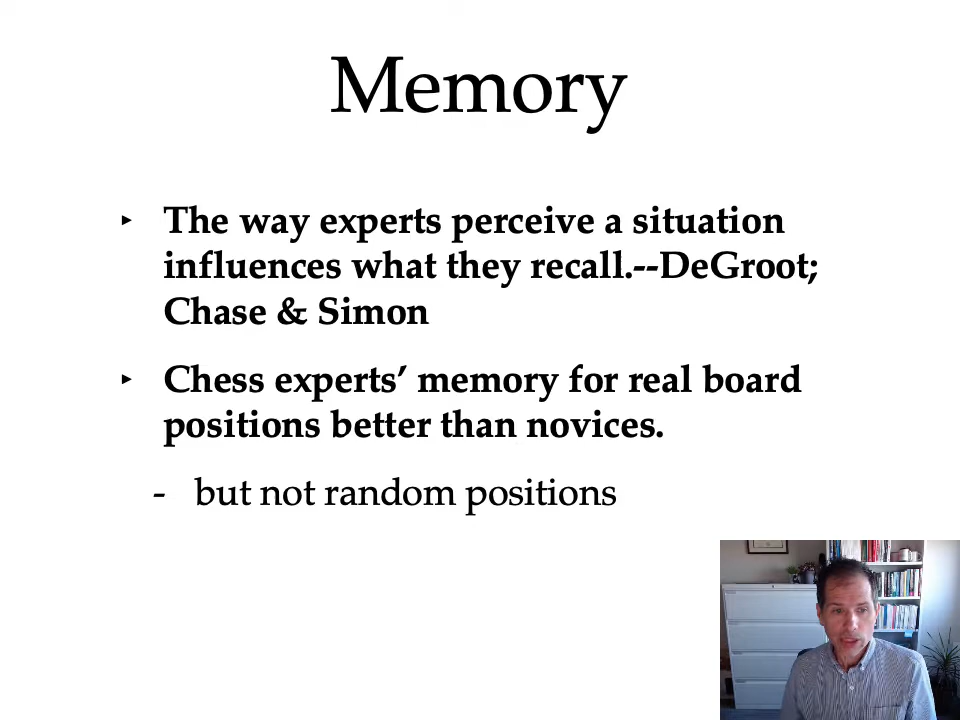 Memory
‣ The way experts perceive a situation
influences what they recall.--DeGroot;
Chase & Simon
‣ Chess experts’ memory for real board
positions better than novices.
- but not random positions